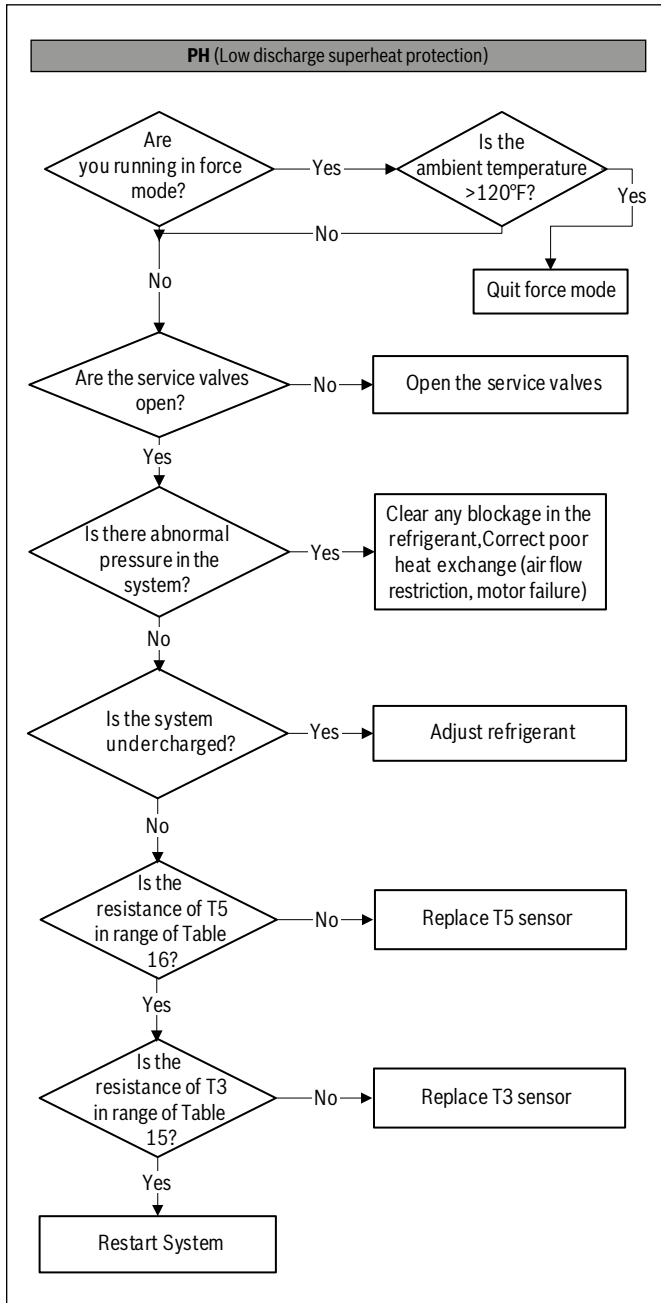 PH (Low discharge superheat protection)
Are
you running in force
mode?
Yes
Is the
ambient temperature
>120°F?
Yes
No
No
Quit force mode
Are the service valves
open?
No
Open the service valves
Yes
Is there abnormal
pressure in the
system?
Yes
Clear any blockage in the
refrigerant,Correct poor
heat exchange (air flow
restriction, motor failure)
No
Is the system
undercharged?
Yes
Adjust refrigerant
No
Is the
resistance of T5
in range of Table
16?
No
Replace T5 sensor
Yes
Is the
resistance of T3
in range of Table
15?
No
Replace T3 sensor
Yes
Restart System